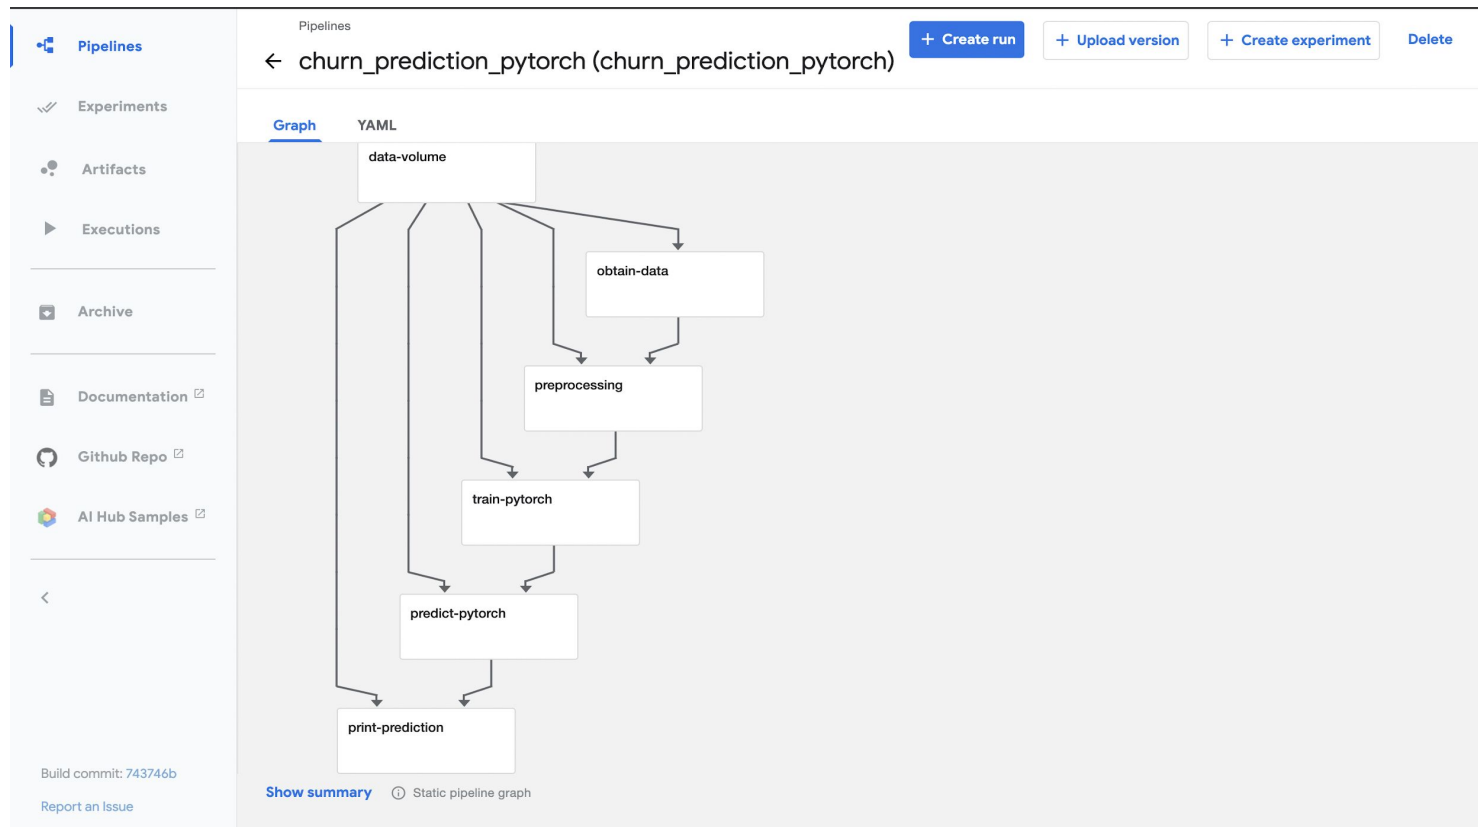 Pipelines
Experiments
Artifacts
Executions
Archive
Documentation
Github Repo
AI Hub Samples
Build commit: 743746b
Report an Issue
Pipelines
churn_prediction_pytorch (churn_prediction_pytorch)
+ Create run
+ Upload version
+ Create experiment
Delete
Graph
YAML
data-volume
obtain-data
preprocessing
train-pytorch
predict-pytorch
print-prediction
Show summary
Static pipeline graph